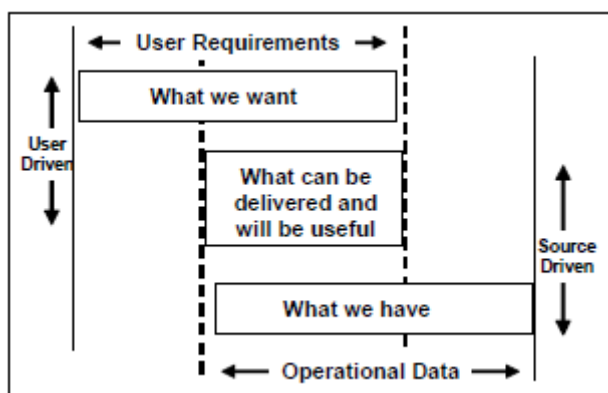 User Requirements
What we want
User
Driven
What can be
delivered and
will be useful
Source
Driven
What we have
Operational Data